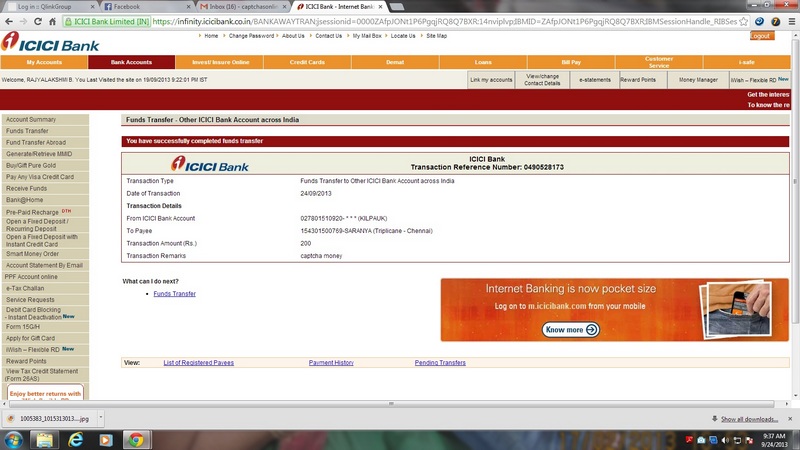 Log in :: QlinkGroup
Facebook
Inbox (16) - captchasonlin
ICICI Bank - Internet Bank
ICICI Bank Limited [IN] https://infinity.icicibank.co.in/BANKAWAYTRAN;jsessionid=
ICICI Bank
Home Change Password About Us Contact Us My Mail Box Locate Us Site Map
Logout
My Accounts
Bank Accounts
Invest/ Insure Online
Credit Cards
Demat
Loans
Bill Pay
Customer
Service
i-safe
Welcome, RAJYALAKSHMI B. You Last Visited the site on 19/09/2013 9:22:01 PM IST
Link my accounts
View/change
Contact Details
e-statements
Reward Points
Money Manager
iWish – Flexible RD New
Get the interes
To know the re
Account Summary
Funds Transfer
Fund Transfer Abroad
Generate/Retrieve MMID
Buy/Gift Pure Gold
Pay Any Visa Credit Card
Receive Funds
Bank@Home
Pre-Paid Recharge DTH
Open a Fixed Deposit /
Recurring Deposit
Open a Fixed Deposit with
Instant Credit Card
Smart Money Order
Account Statement By Email
PPF Account online
e-Tax Challan
Service Requests
Debit Card Blocking
- Instant Deactivation New
Form 15G/H
Apply for Gift Card
iWish – Flexible RD New
Reward Points
View Tax Credit Statement
(Form 26AS)
Enjoy better returns with
Funds Transfer - Other ICICI Bank Account across India
You have successfully completed funds transfer
ICICI Bank
ICICI Bank
Transaction Reference Number: 0490528173
Transaction Type Funds Transfer to Other ICICI Bank Account across India
Date of Transaction 24/09/2013
Transaction Details
From ICICI Bank Account 027801510920- * * * (KILPAUK)
To Payee 154301500769-SARANYA (Triplicane - Chennai)
Transaction Amount (Rs.) 200
Transaction Remarks captcha money
What can I do next?
Funds Transfer
Internet Banking is now pocket size
Log on to m.icicibank.com from your mobile
Know more
View: List of Registered Payees Payment History Pending Transfers
1005383_1015313013....jpg
Show all downloads...
9:37 AM
9/24/2013